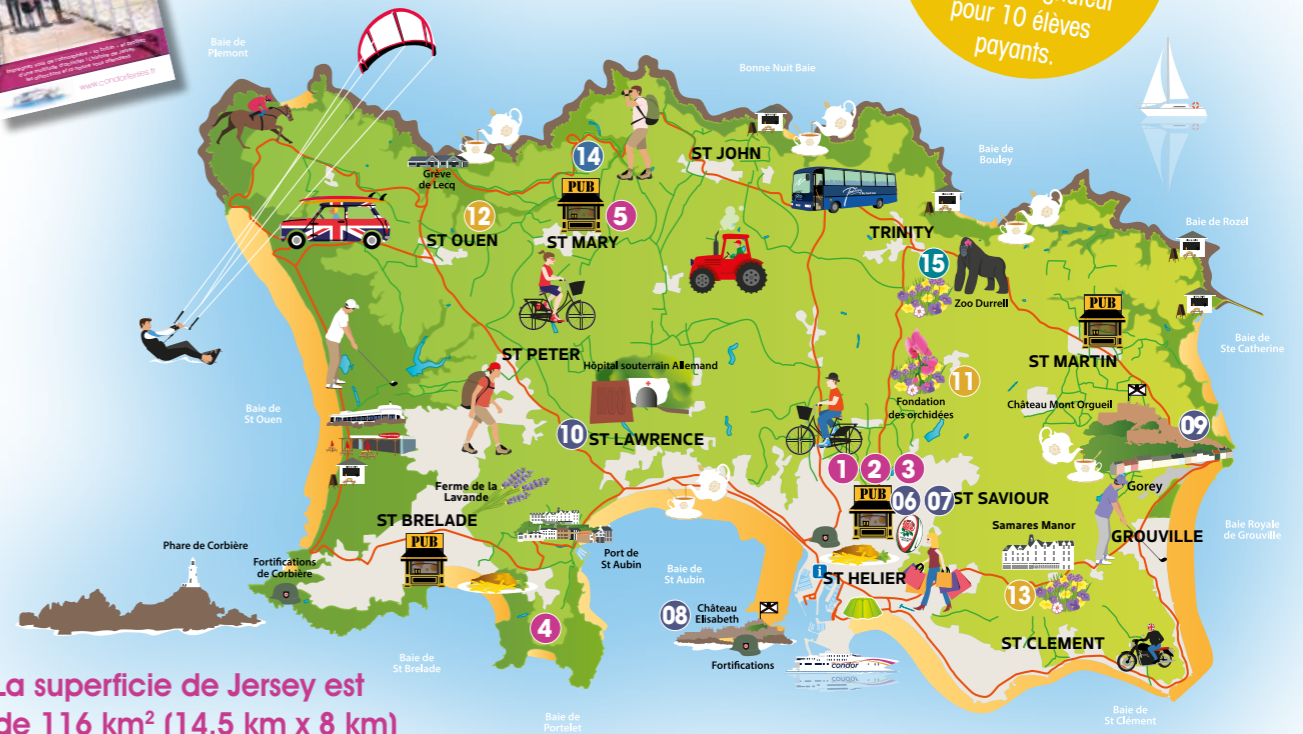 www.condorferries.fr
pour 10 élèves
payants.
Baie de
Plemont
Bonne Nuit Baie
Baie de
Bouley
Baie de Rozel
Baie de
Ste Catherine
Baie Royale
de Grouville
Baie de
St Clément
Baie de
Portelet
Baie de
St Brelade
Baie de
St Aubin
Baie de
St Ouen
Grève
de Lecq
14
PUB
5
ST JOHN
12
ST OUEN
ST MARY
TRINITY
15
Zoo Durrell
PUB
ST MARTIN
ST PETER
Hôpital souterrain Allemand
11
Fondation
des orchidées
Château Mont Orgueil
09
10
ST LAWRENCE
1
2
3
PUB
06
07
ST SAVIOUR
Gorey
Ferme de la
Lavande
ST BRELADE
PUB
Samares Manor
GROUVILLE
Phare de Corbière
Fortifications
de Corbière
Port de
St Aubin
i
ST HELIER
13
08
Château
Elisabeth
4
Fortifications
condor
ST CLEMENT
La superficie de Jersey est
de 116 km² (14,5 km x 8 km)